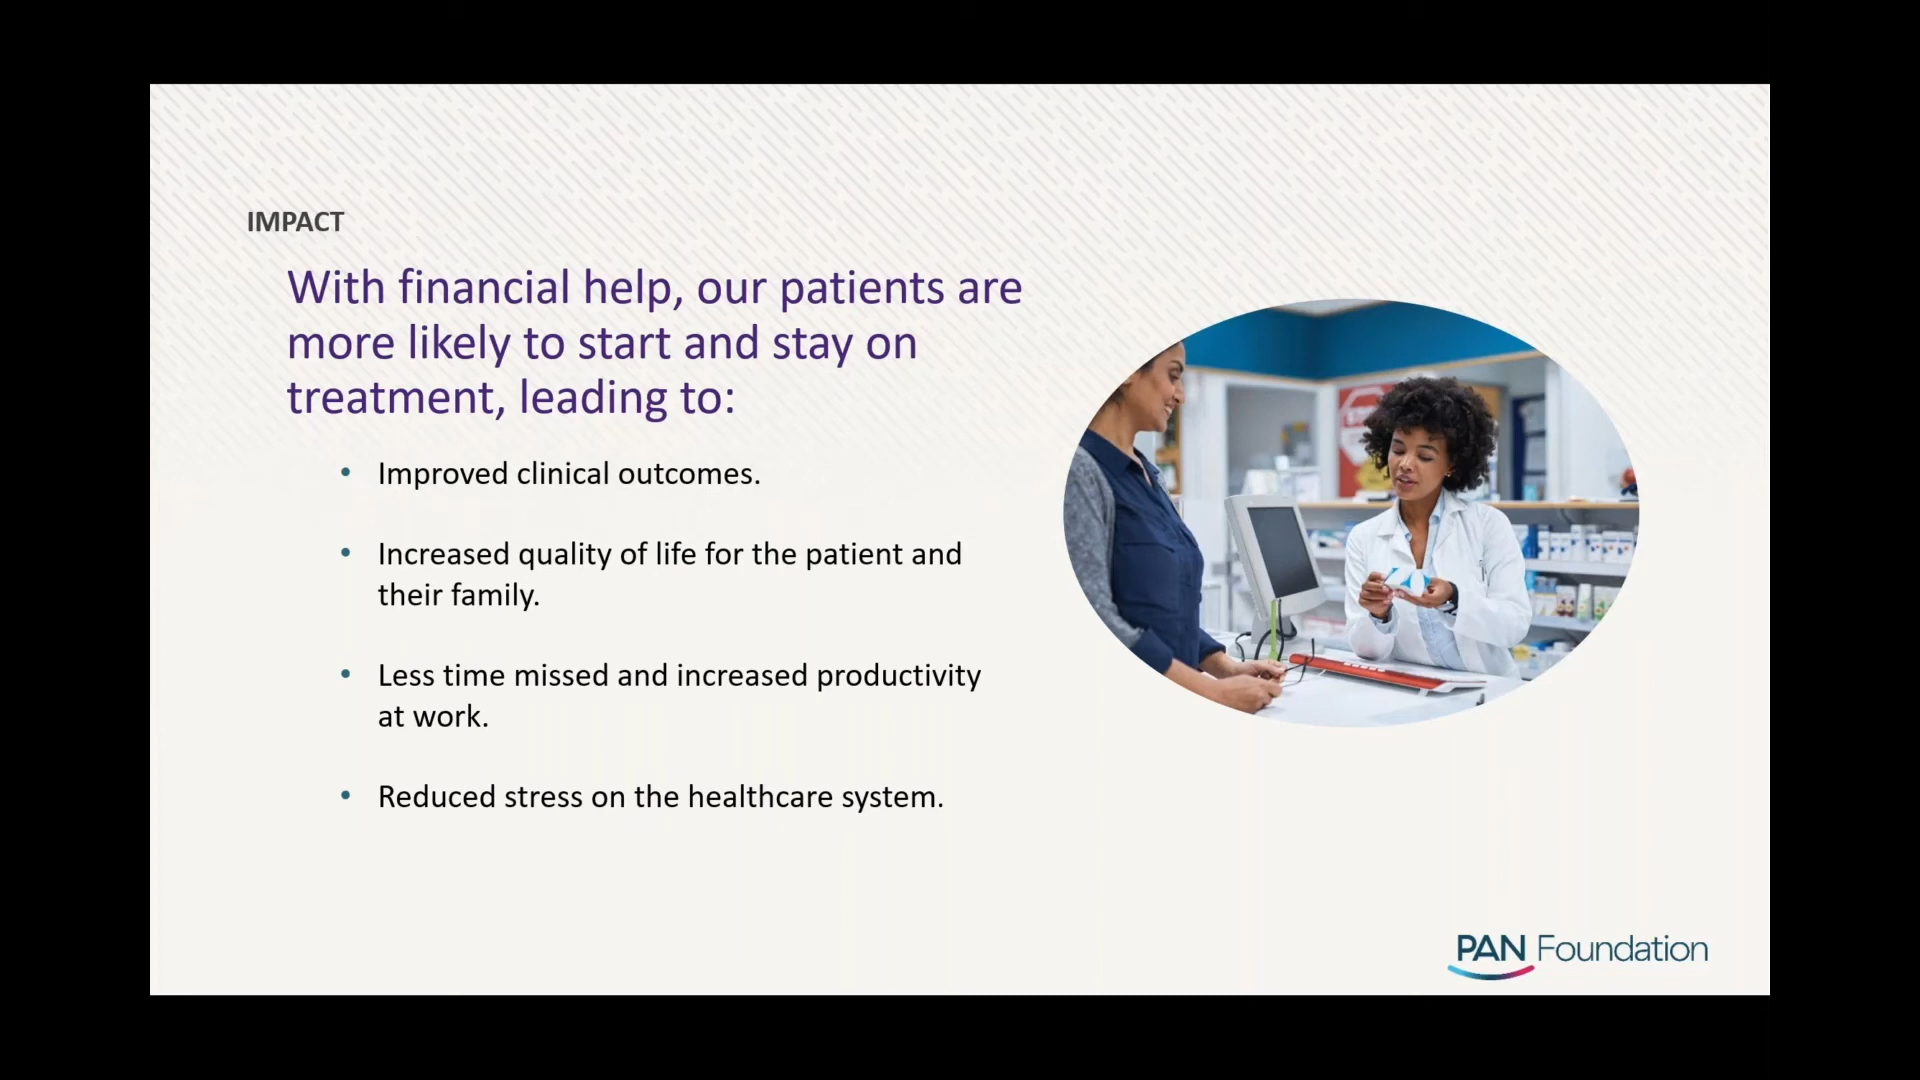 IMPACT
With financial help, our patients are
more likely to start and stay on
treatment, leading to:
• Improved clinical outcomes.
• Increased quality of life for the patient and
their family.
• Less time missed and increased productivity
at work.
• Reduced stress on the healthcare system.
PAN Foundation